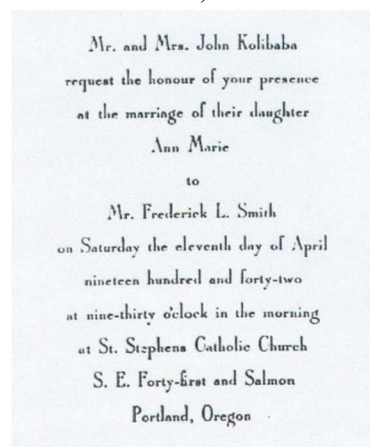 Mr. and Mrs. John Kolibaba
request the honour of your presence
at the marriage of their daughter
Ann Marie
to
Mr. Frederick L. Smith
on Saturday the eleventh day of April
nineteen hundred and forty-two
at nine-thirty o'clock in the morning
at St. Stephens Catholic Church
S. E. Forty-first and Salmon
Portland, Oregon